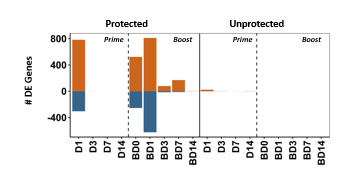 Protected Unprotected
Prime Boost Prime Boost
# DE Genes
800
400
0
-400
D1 D3 D7 D14 BD0 BD1 BD3 BD7 BD14 D1 D3 D7 D14 BD0 BD1 BD3 BD7 BD14